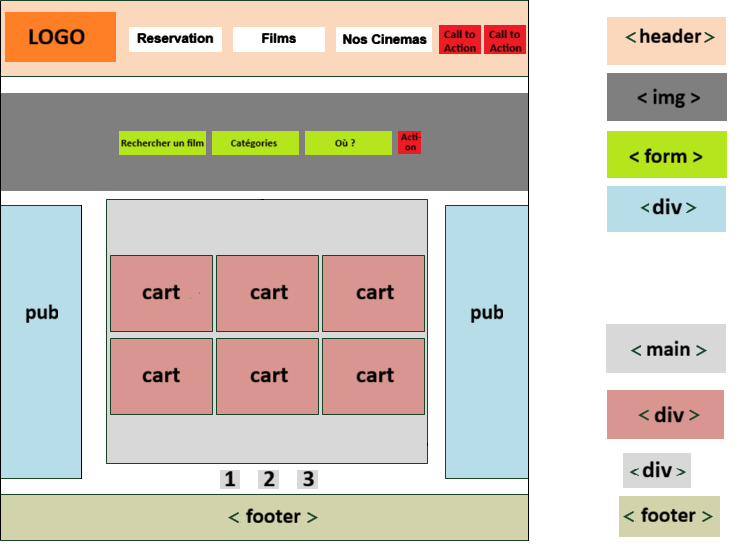 LOGO
Reservation
Films
Nos Cinemas
Call to
Action
Call to
Action
Rechercher un film
Catégories
Où ?
Acti-
on
pub
cart
cart
cart
cart
cart
cart
pub
1
2
3
< footer >
<header>
< img >
< form >
<div >
< main >
< div >
<div>
< footer >